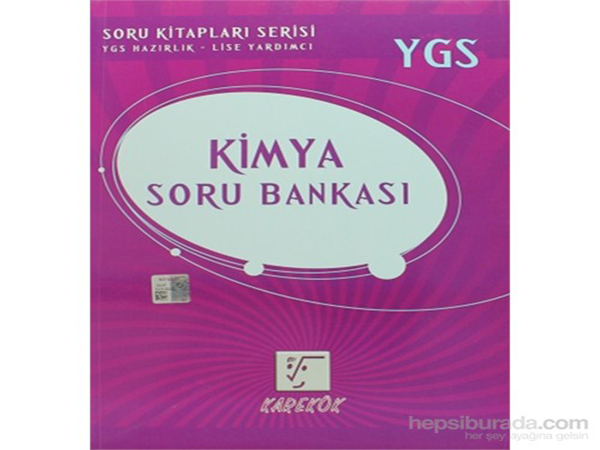 SORU KİTAPLARI SERİSİ
YGS HAZIRLIK - LİSE YARDIMCI
YGS
KİMYA
SORU BANKASI
KAREKÖK
hepsiburada.com
her şey ayağına gelsin